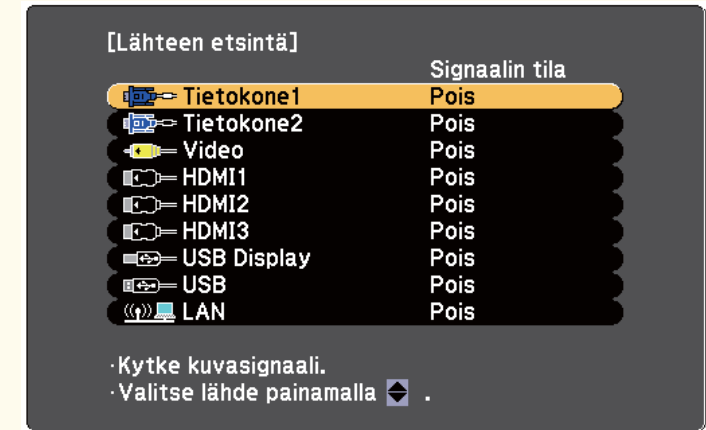 [Lähteen etsintä]
Signaalin tila
Tietokone1 Pois
Tietokone2 Pois
Video Pois
HDMI1 Pois
HDMI2 Pois
HDMI3 Pois
USB Display Pois
USB Pois
LAN Pois
·Kytke kuvasignaali.
·Valitse lähde painamalla .